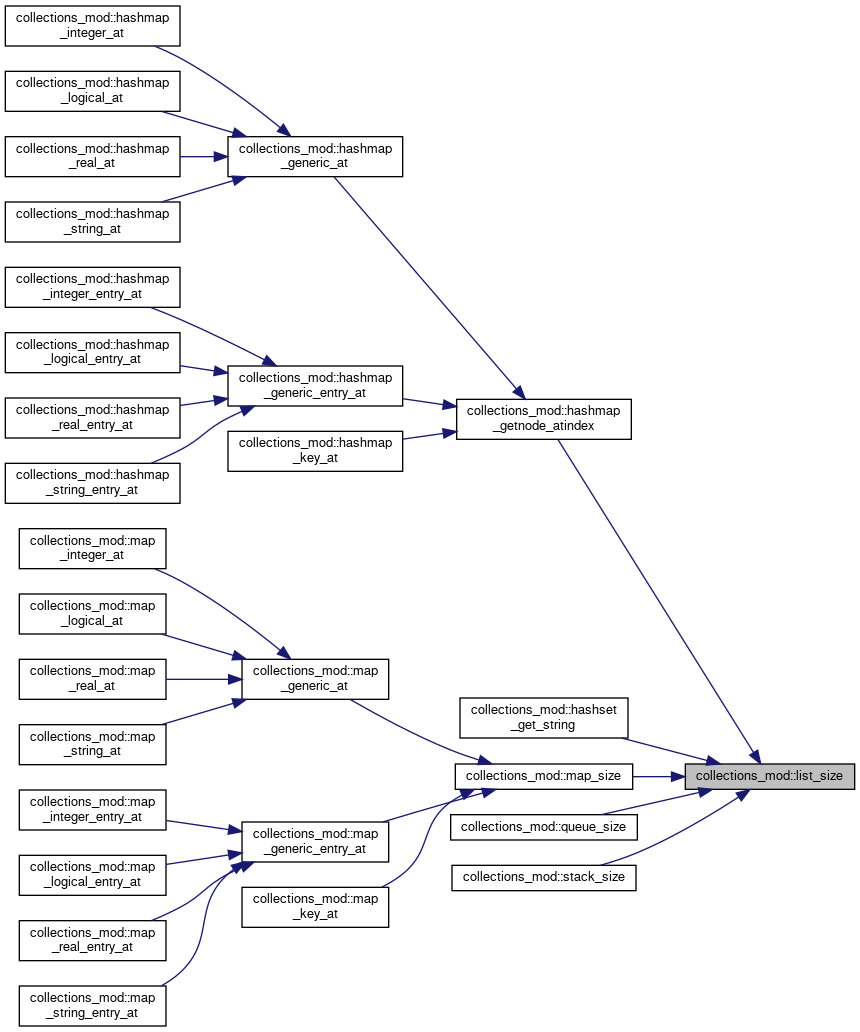 collections_mod::hashmap
_integer_at
collections_mod::hashmap
_logical_at
collections_mod::hashmap
_generic_at
collections_mod::hashmap
_real_at
collections_mod::hashmap
_string_at
collections_mod::hashmap
_integer_entry_at
collections_mod::hashmap
_logical_entry_at
collections_mod::hashmap
_generic_entry_at
collections_mod::hashmap
_getnode_atindex
collections_mod::hashmap
_real_entry_at
collections_mod::hashmap
_key_at
collections_mod::hashmap
_string_entry_at
collections_mod::map
_integer_at
collections_mod::map
_logical_at
collections_mod::map
_real_at
collections_mod::map
_generic_at
collections_mod::hashset
_get_string
collections_mod::map
_string_at
collections_mod::map_size
collections_mod::list_size
collections_mod::map
_integer_entry_at
collections_mod::queue_size
collections_mod::map
_generic_entry_at
collections_mod::map
_logical_entry_at
collections_mod::stack_size
collections_mod::map
_key_at
collections_mod::map
_real_entry_at
collections_mod::map
_string_entry_at